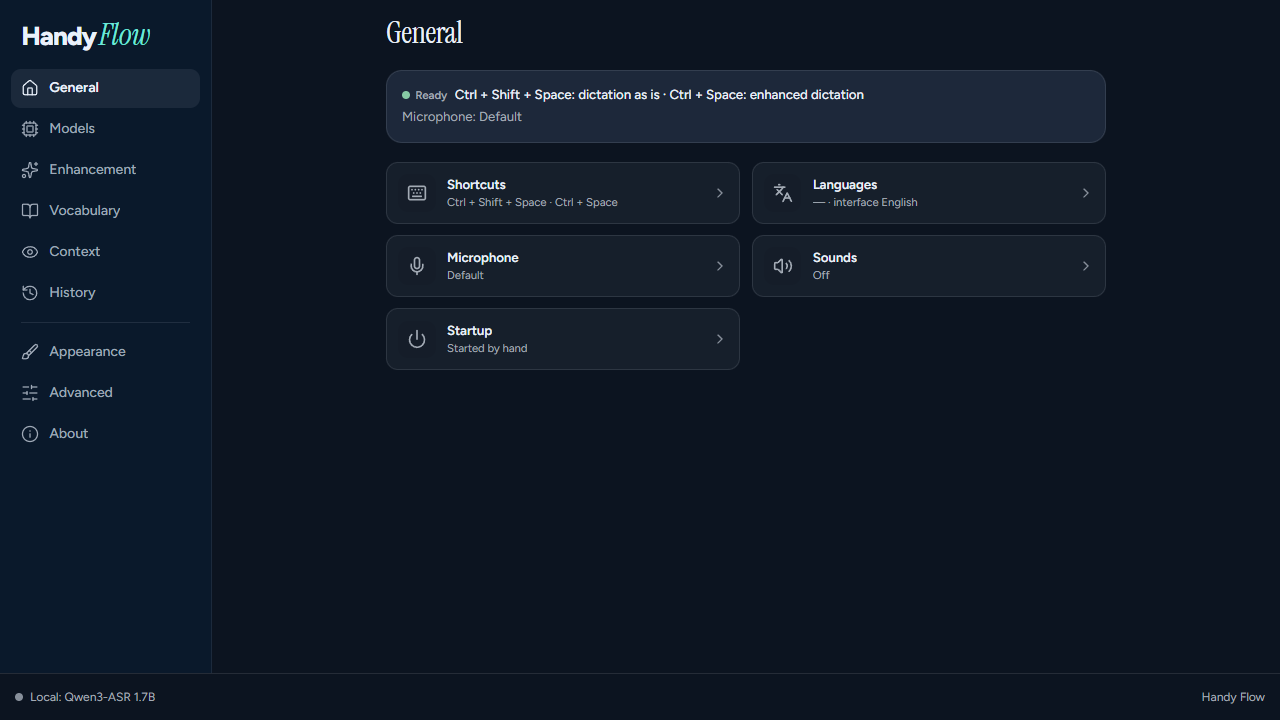 Handy Flow
General
Models
Enhancement
Vocabulary
Context
History
Appearance
Advanced
About
General
Ready Ctrl + Shift + Space: dictation as is · Ctrl + Space: enhanced dictation
Microphone: Default
Shortcuts
Ctrl + Shift + Space · Ctrl + Space
Languages
— · interface English
Microphone
Default
Sounds
Off
Startup
Started by hand
Local: Qwen3-ASR 1.7B
Handy Flow